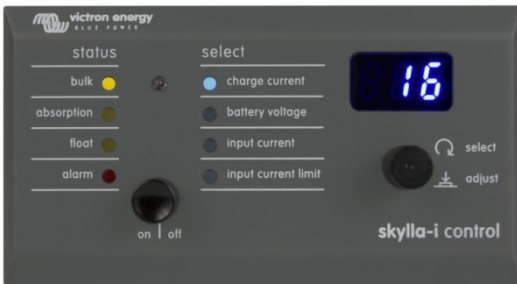 victron energy
BLUE POWER
status
select
bulk
charge current
absorption
battery voltage
float
input current
alarm
input current limit
on | off
16
select
adjust
skylla-i control